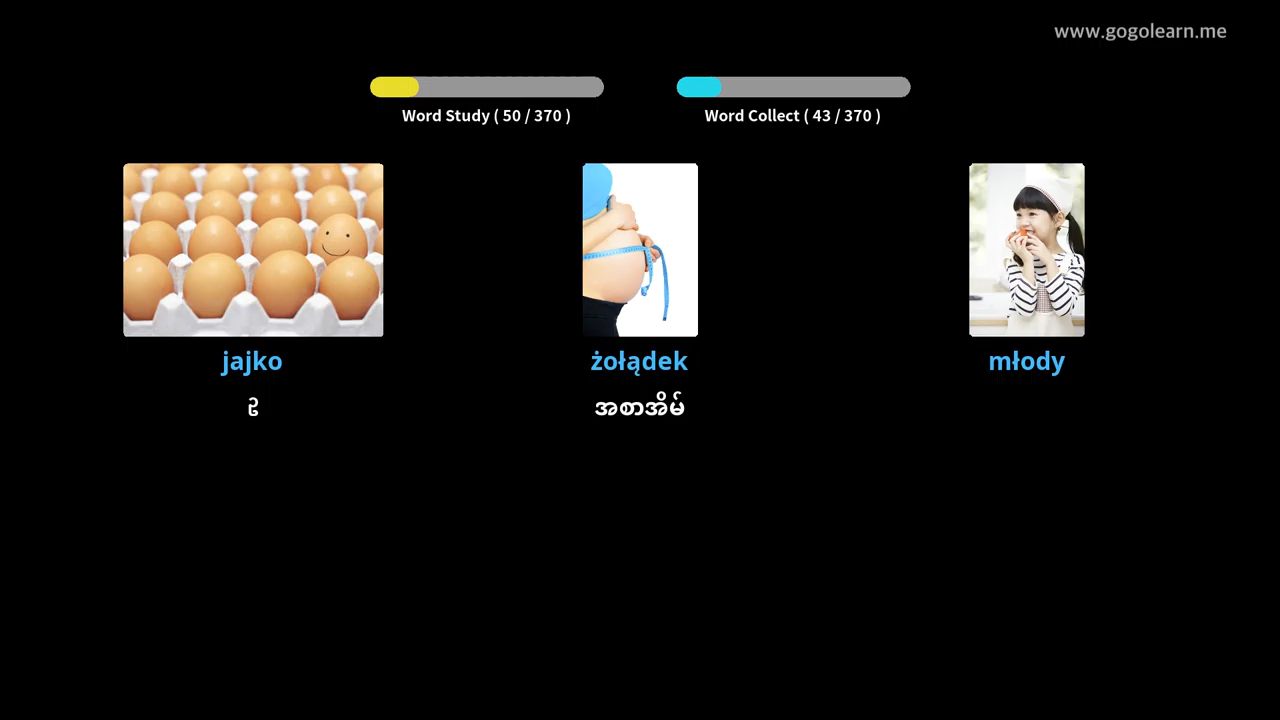 www.gogolearn.me
Word Study ( 50 / 370 )
Word Collect ( 43 / 370 )
jajko
żołądek
młody
ဥ
အစာအိမ်